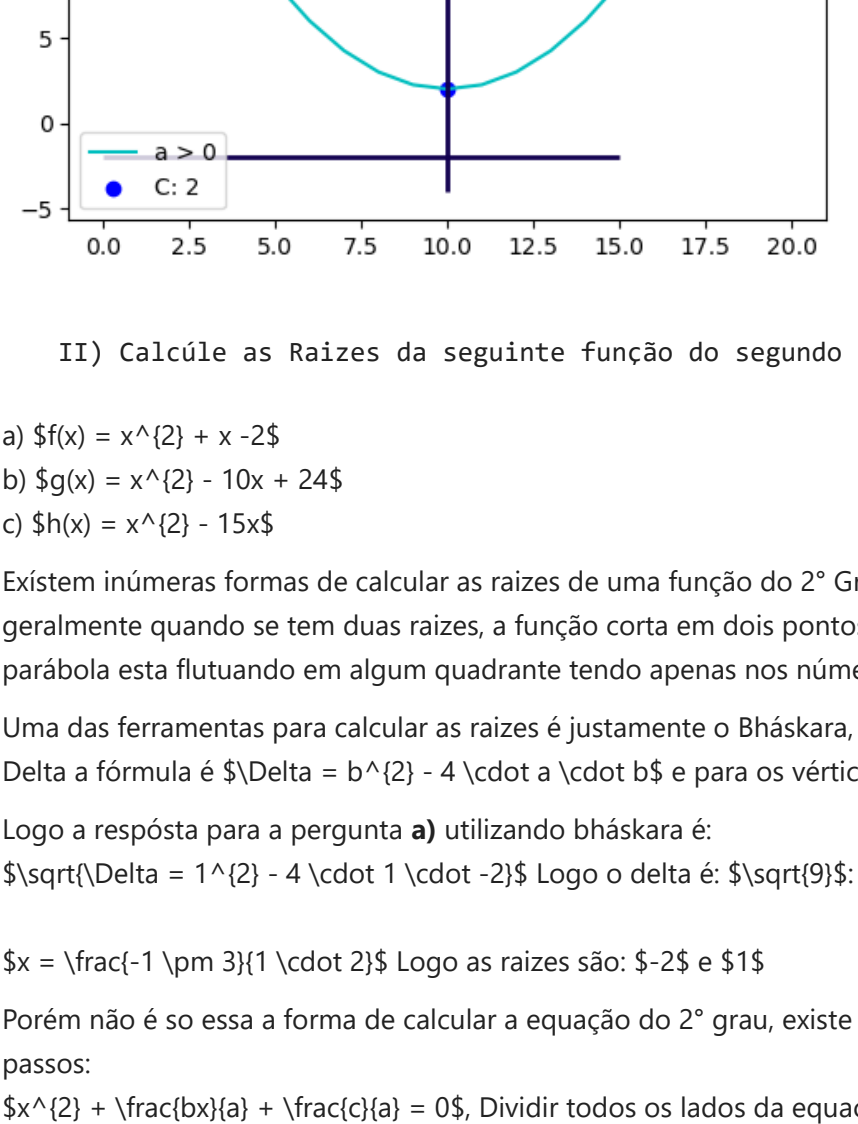 5
0
a > 0
C: 2
−5
0.0 2.5 5.0 7.5 10.0 12.5 15.0 17.5 20.0
II) Calcúle as Raizes da seguinte função do segundo
a) $f(x) = x^{2} + x -2$
b) $g(x) = x^{2} - 10x + 24$
c) $h(x) = x^{2} - 15x$
Exístem inúmeras formas de calcular as raizes de uma função do 2° Gr
geralmente quando se tem duas raizes, a função corta em dois pontos
parábola esta flutuando em algum quadrante tendo apenas nos núme
Uma das ferramentas para calcular as raizes é justamente o Bháskara,
Delta a fórmula é $\Delta = b^{2} - 4 \cdot a \cdot b$ e para os vértic
Logo a respósta para a pergunta a) utilizando bháskara é:
$\sqrt{\Delta = 1^{2} - 4 \cdot 1 \cdot -2}$ Logo o delta é: $\sqrt{9}$:
$x = \frac{-1 \pm 3}{1 \cdot 2}$ Logo as raizes são: $-2$ e $1$
Porém não é so essa a forma de calcular a equação do 2° grau, existe
passos:
$x^{2} + \frac{bx}{a} + \frac{c}{a} = 0$, Dividir todos os lados da equaç